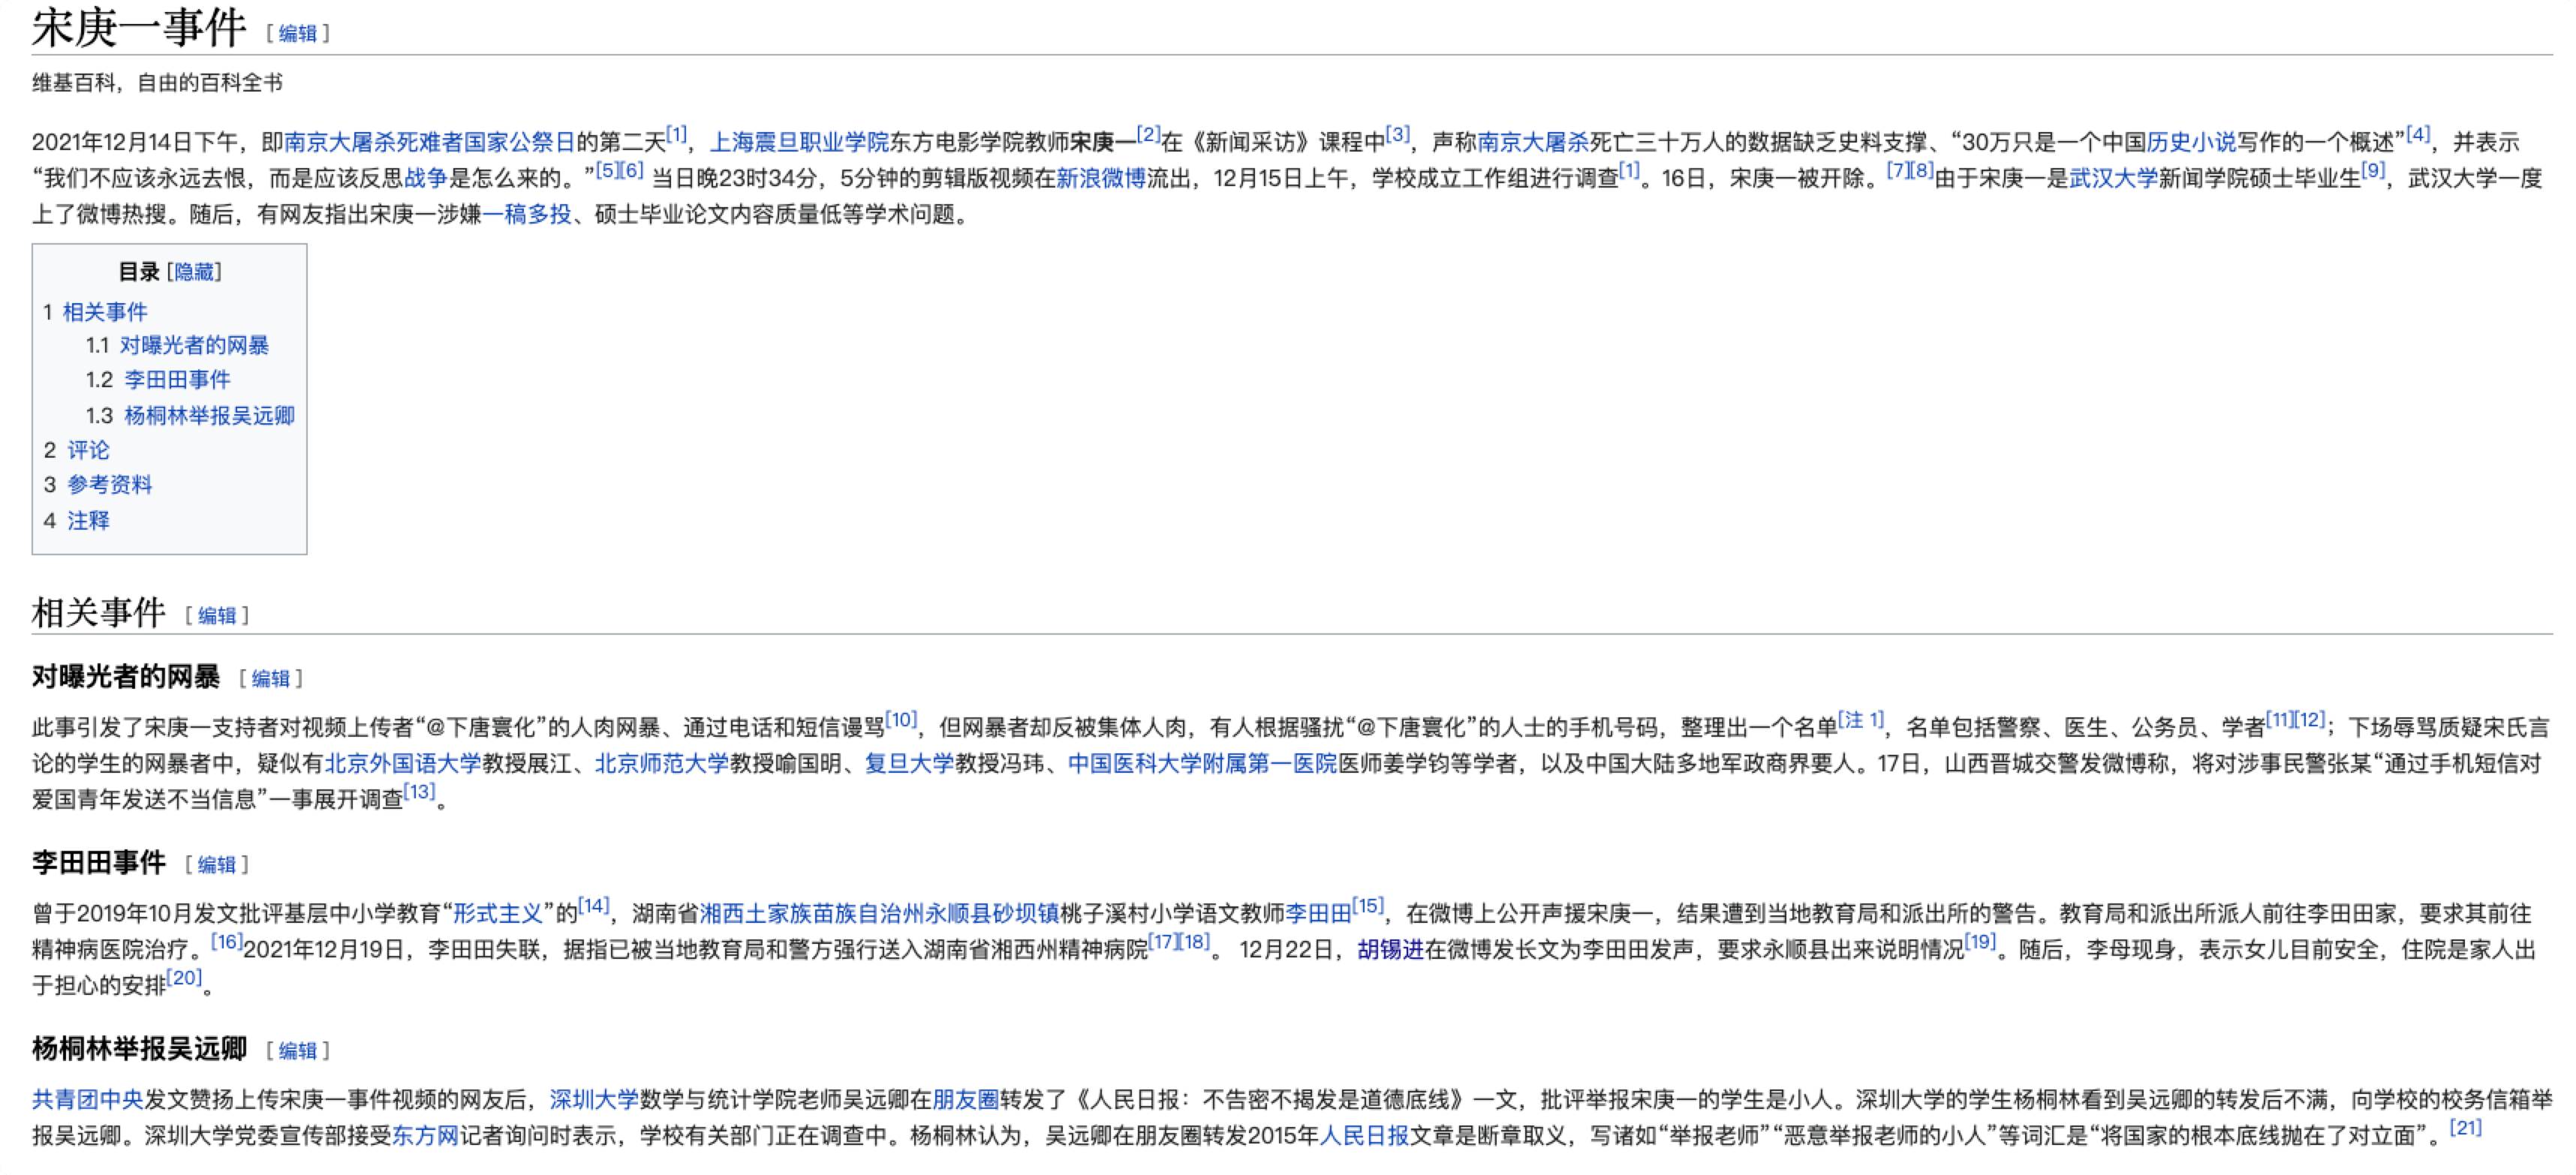 宋庚一事件 [编辑]
维基百科，自由的百科全书
2021年12月14日下午，即南京大屠杀死难者国家公祭日的第二天[1]，上海震旦职业学院东方电影学院教师宋庚一[2]在《新闻采访》课程中[3]，声称南京大屠杀死亡三十万人的数据缺乏史料支撑、“30万只是一个中国历史小说写作的一个概述”[4]，并表示
“我们不应该永远去恨，而是应该反思战争是怎么来的。”[5][6] 当日晚23时34分，5分钟的剪辑版视频在新浪微博流出，12月15日上午，学校成立工作组进行调查[1]。16日，宋庚一被开除。[7][8]由于宋庚一是武汉大学新闻学院硕士毕业生[9]，武汉大学一度
上了微博热搜。随后，有网友指出宋庚一涉嫌一稿多投、硕士毕业论文内容质量低等学术问题。
目录 [隐藏]
1 相关事件
1.1 对曝光者的网暴
1.2 李田田事件
1.3 杨桐林举报吴远卿
2 评论
3 参考资料
4 注释
相关事件 [编辑]
对曝光者的网暴 [编辑]
此事引发了宋庚一支持者对视频上传者“@下唐寰化”的人肉网暴、通过电话和短信谩骂[10]，但网暴者却反被集体人肉，有人根据骚扰“@下唐寰化”的人士的手机号码，整理出一个名单[注 1]，名单包括警察、医生、公务员、学者[11][12]；下场辱骂质疑宋氏言
论的学生的网暴者中，疑似有北京外国语大学教授展江、北京师范大学教授喻国明、复旦大学教授冯玮、中国医科大学附属第一医院医师姜学钧等学者，以及中国大陆多地军政商界要人。17日，山西晋城交警发微博称，将对涉事民警张某“通过手机短信对
爱国青年发送不当信息”一事展开调查[13]。
李田田事件 [编辑]
曾于2019年10月发文批评基层中小学教育“形式主义”的[14]，湖南省湘西土家族苗族自治州永顺县砂坝镇桃子溪村小学语文教师李田田[15]，在微博上公开声援宋庚一，结果遭到当地教育局和派出所的警告。教育局和派出所派人前往李田田家，要求其前往
精神病医院治疗。[16]2021年12月19日，李田田失联，据指已被当地教育局和警方强行送入湖南省湘西州精神病院[17][18]。 12月22日，胡锡进在微博发长文为李田田发声，要求永顺县出来说明情况[19]。随后，李母现身，表示女儿目前安全，住院是家人出
于担心的安排[20]。
杨桐林举报吴远卿 [编辑]
共青团中央发文赞扬上传宋庚一事件视频的网友后，深圳大学数学与统计学院老师吴远卿在朋友圈转发了《人民日报：不告密不揭发是道德底线》一文，批评举报宋庚一的学生是小人。深圳大学的学生杨桐林看到吴远卿的转发后不满，向学校的校务信箱举
报吴远卿。深圳大学党委宣传部接受东方网记者询问时表示，学校有关部门正在调查中。杨桐林认为，吴远卿在朋友圈转发2015年人民日报文章是断章取义，写诸如“举报老师”“恶意举报老师的小人”等词汇是“将国家的根本底线抛在了对立面”。[21]